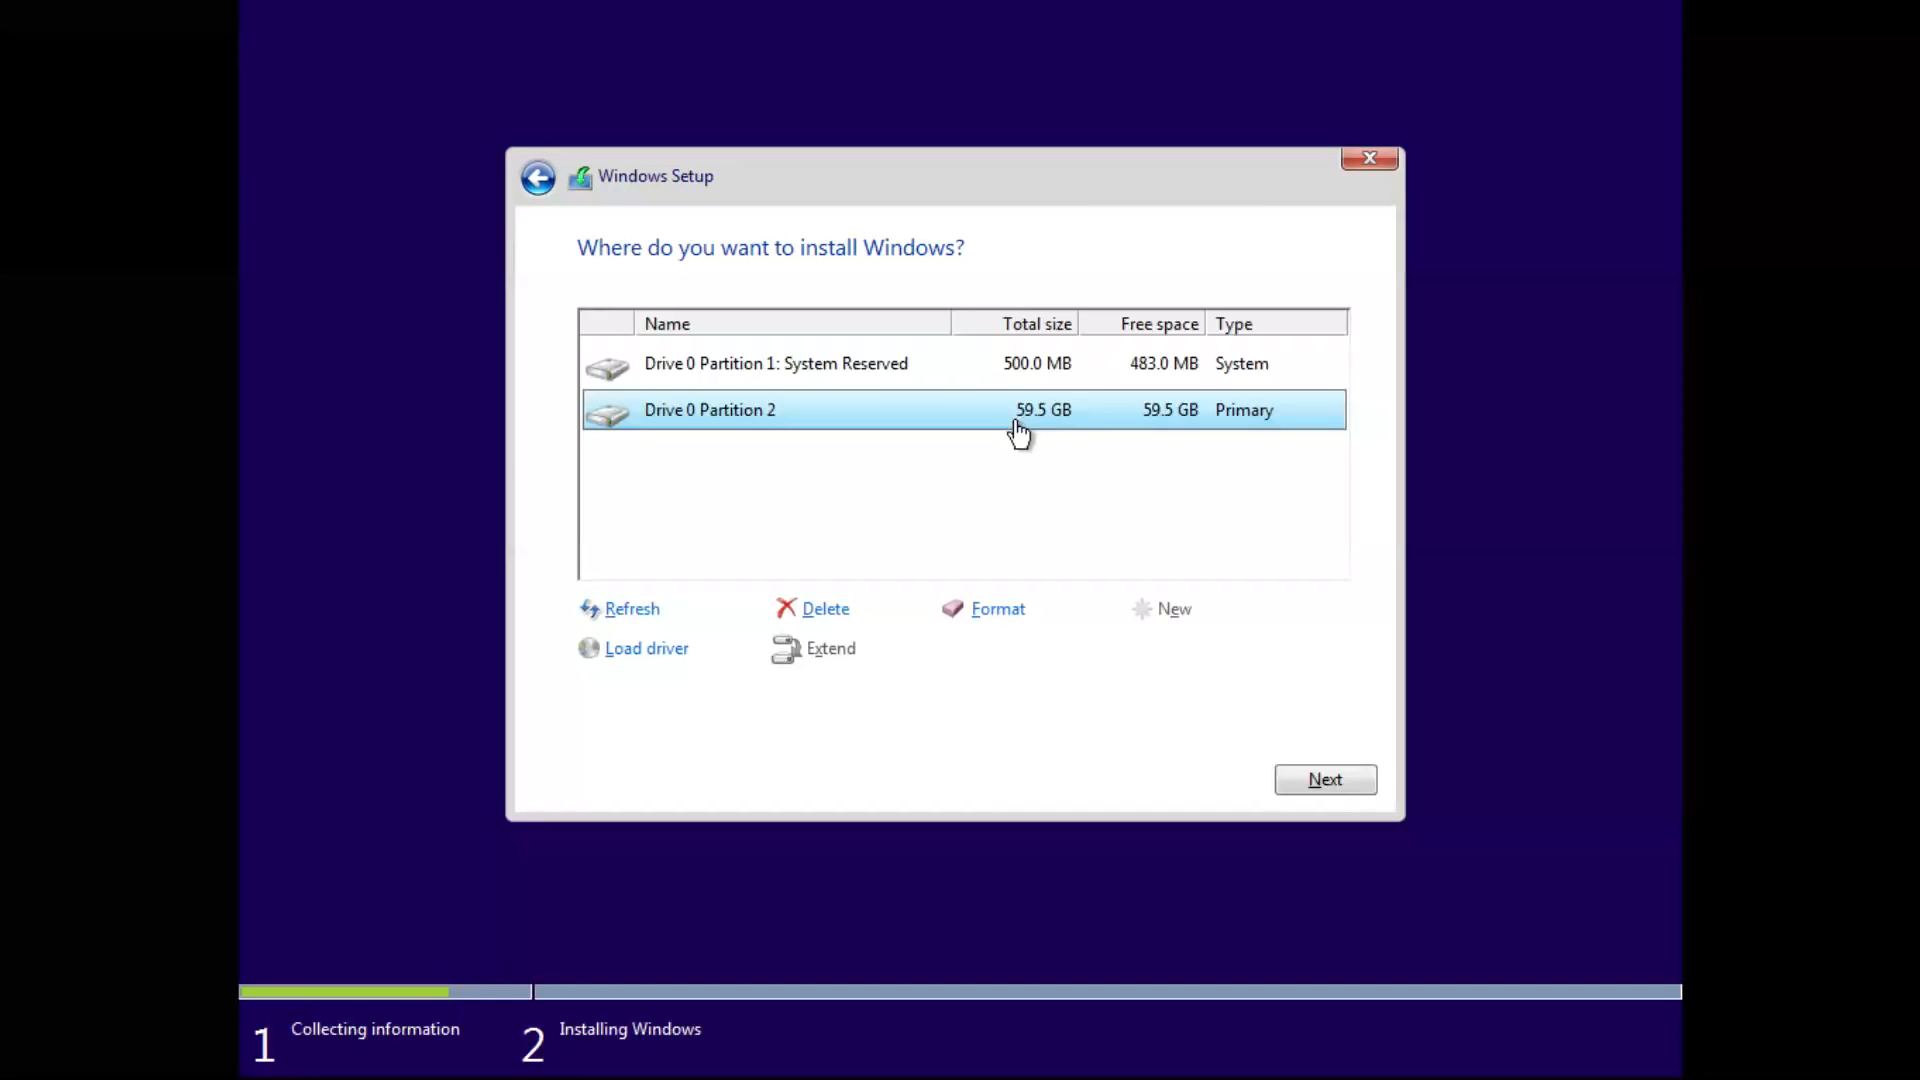 Windows Setup
Where do you want to install Windows?
Name Total size Free space Type
Drive 0 Partition 1: System Reserved 500.0 MB 483.0 MB System
Drive 0 Partition 2 59.5 GB 59.5 GB Primary
Refresh Delete Format New
Load driver Extend
Next
1 Collecting information 2 Installing Windows